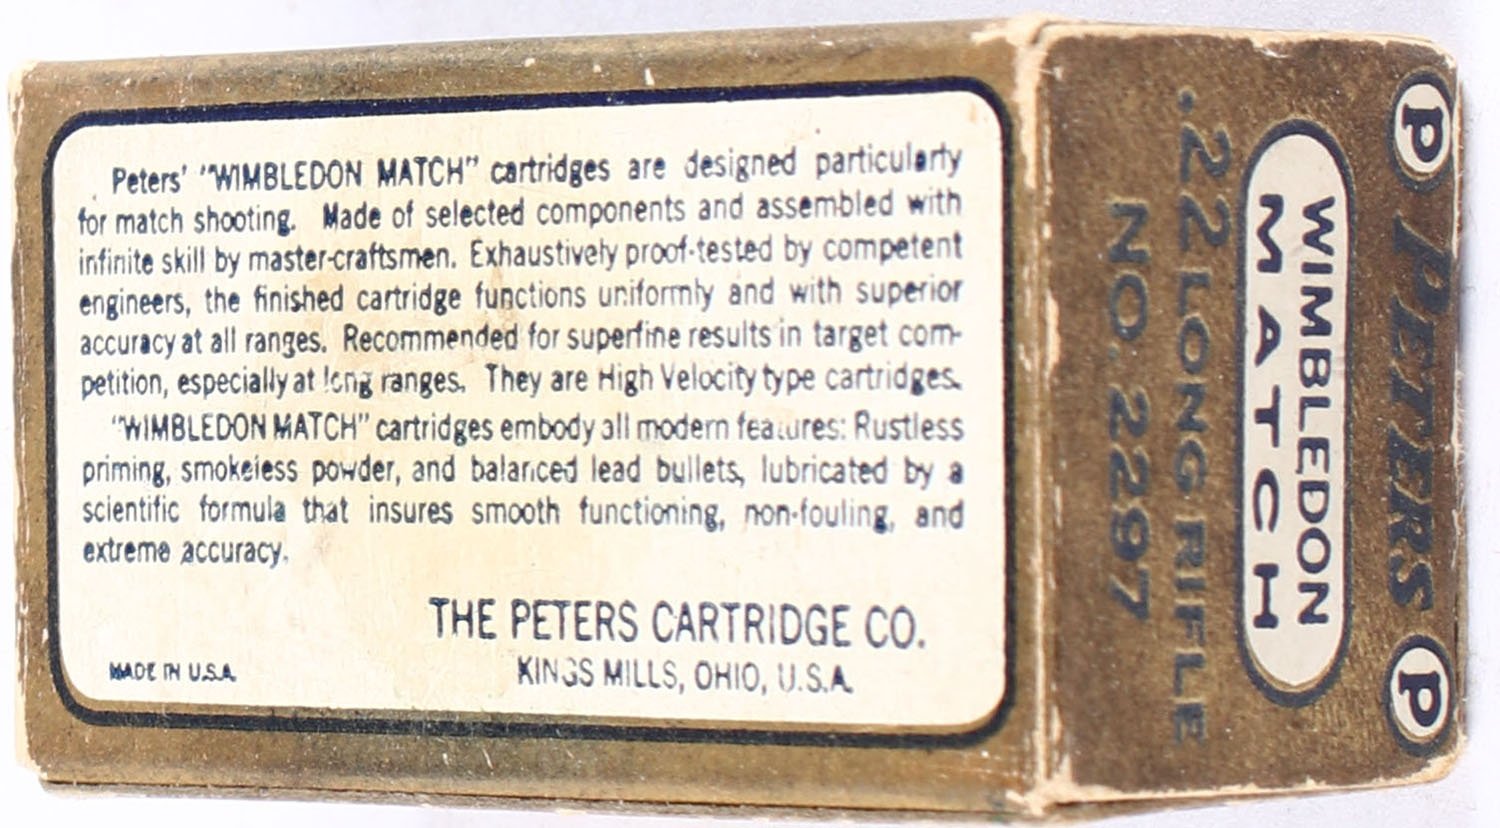 Peters' "WIMBLEDON MATCH" cartridges are designed particularly
for match shooting. Made of selected components and assembled with
infinite skill by master-craftsmen. Exhaustively proof-tested by competent
engineers, the finished cartridge functions uniformly and with superior
accuracy at all ranges. Recommended for superfine results in target com-
petition, especially at long ranges. They are High Velocity type cartridges.
"WIMBLEDON MATCH" cartridges embody all modern features: Rustless
priming, smokeless powder, and balanced lead bullets, lubricated by a
scientific formula that insures smooth functioning, non-fouling, and
extreme accuracy.
THE PETERS CARTRIDGE CO.
KINGS MILLS, OHIO, U.S.A.
MADE IN U.S.A.
P PETERS P
WIMBLEDON
MATCH
.22 LONG RIFLE
NO. 2297